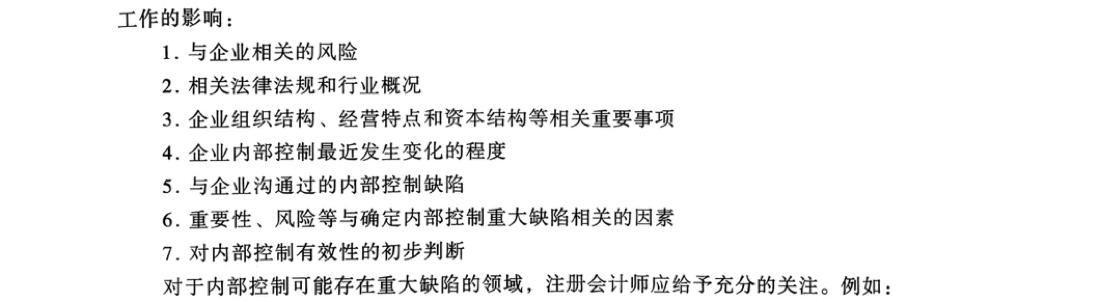 工作的影响：
1. 与企业相关的风险
2. 相关法律法规和行业概况
3. 企业组织结构、经营特点和资本结构等相关重要事项
4. 企业内部控制最近发生变化的程度
5. 与企业沟通过的内部控制缺陷
6. 重要性、风险等与确定内部控制重大缺陷相关的因素
7. 对内部控制有效性的初步判断
对于内部控制可能存在重大缺陷的领域，注册会计师应给予充分的关注。例如：